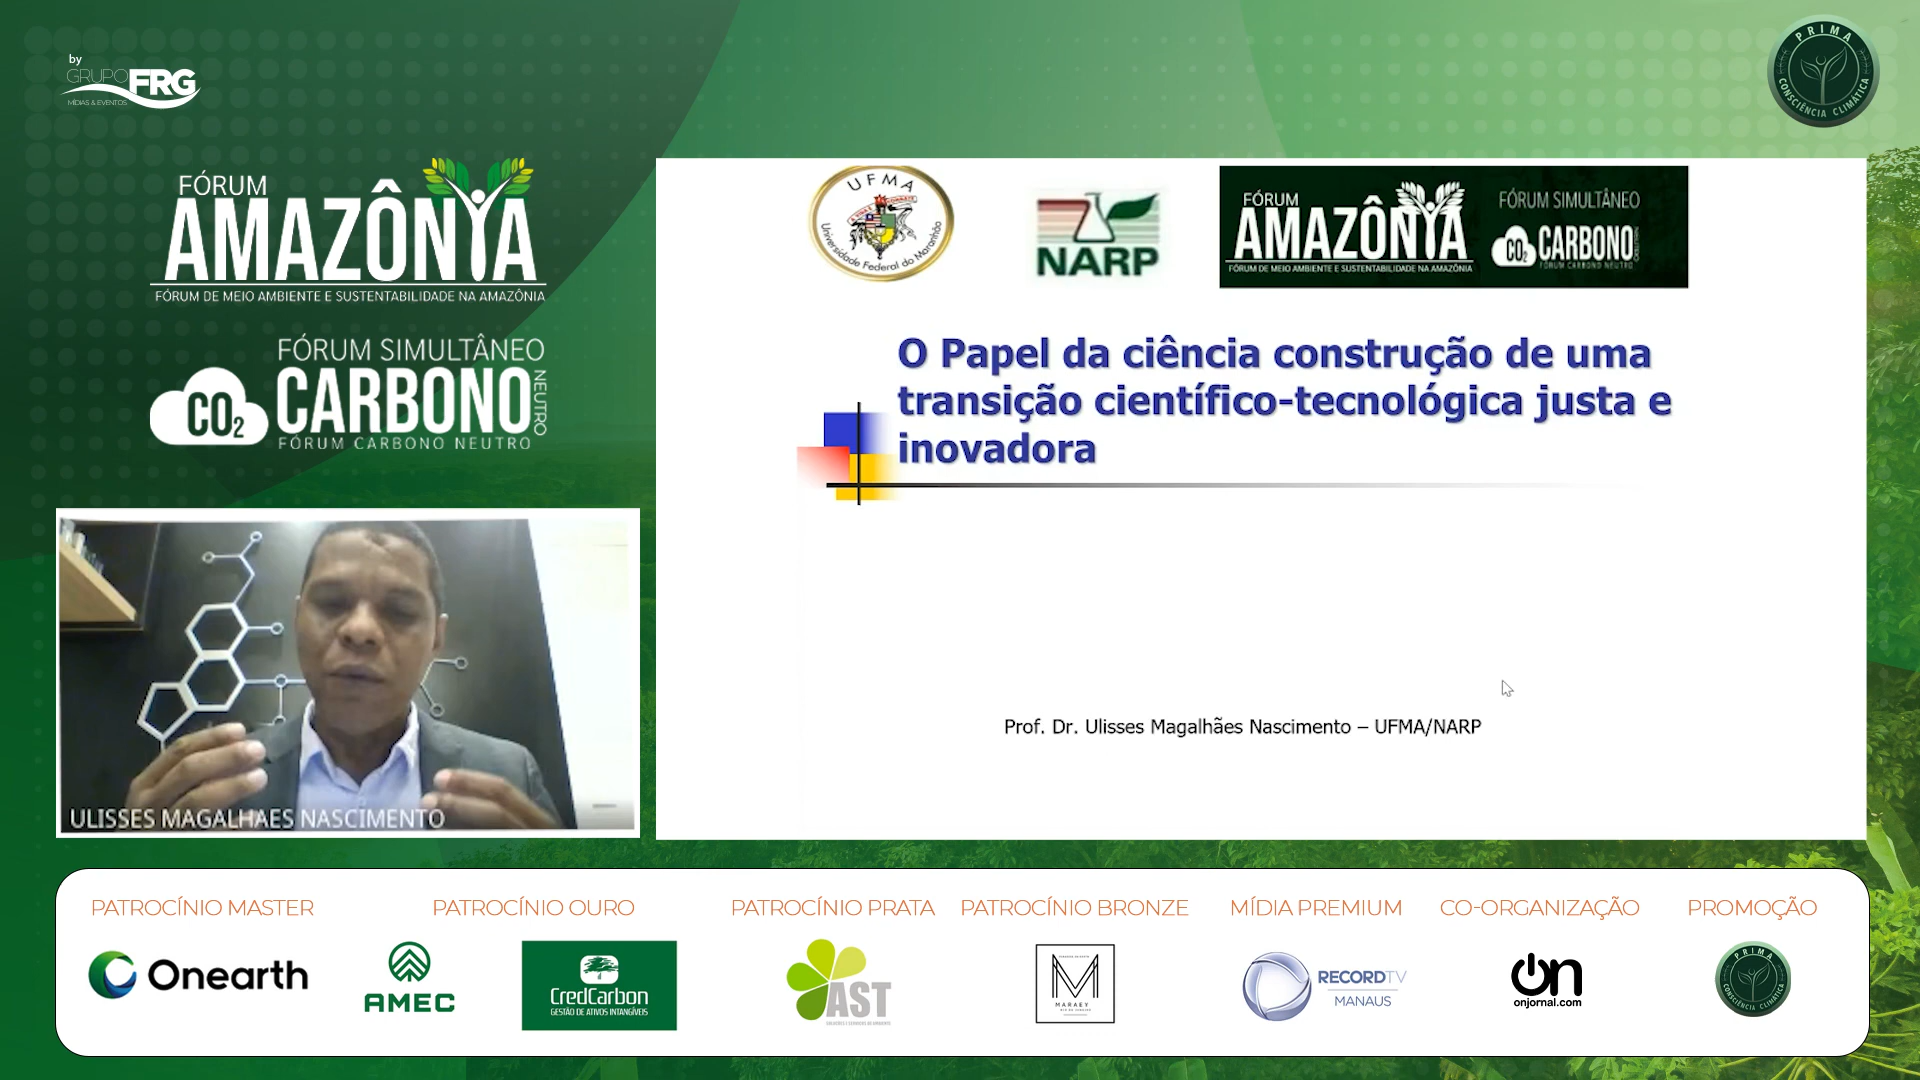 by
GRUPO FRG
MÍDIAS & EVENTOS
PRIMA
CONSCIÊNCIA CLIMÁTICA
FÓRUM
AMAZÔNYA
FÓRUM DE MEIO AMBIENTE E SUSTENTABILIDADE NA AMAZÔNIA
FÓRUM SIMULTÂNEO
CO2 CARBONO NEUTRO
FÓRUM CARBONO NEUTRO
ULISSES MAGALHAES NASCIMENTO
UFMA
Universidade Federal do Maranhão
NARP
FÓRUM
AMAZÔNYA
FÓRUM DE MEIO AMBIENTE E SUSTENTABILIDADE NA AMAZÔNIA
FÓRUM SIMULTÂNEO
CO2 CARBONO
FÓRUM CARBONO NEUTRO
O Papel da ciência construção de uma
transição científico-tecnológica justa e
inovadora
Prof. Dr. Ulisses Magalhães Nascimento – UFMA/NARP
PATROCÍNIO MASTER
Onearth
PATROCÍNIO OURO
AMEC
CredCarbon
GESTÃO DE ATIVOS INTANGÍVEIS
PATROCÍNIO PRATA
AST
PATROCÍNIO BRONZE
M
MARAEY
MÍDIA PREMIUM
RECORDTV
MANAUS
CO-ORGANIZAÇÃO
on
onjornal.com
PROMOÇÃO
PRIMA
CONSCIÊNCIA CLIMÁTICA